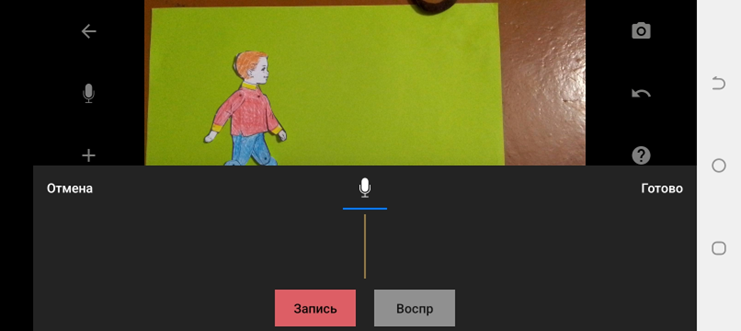 Отмена
Готово
Запись
Воспр